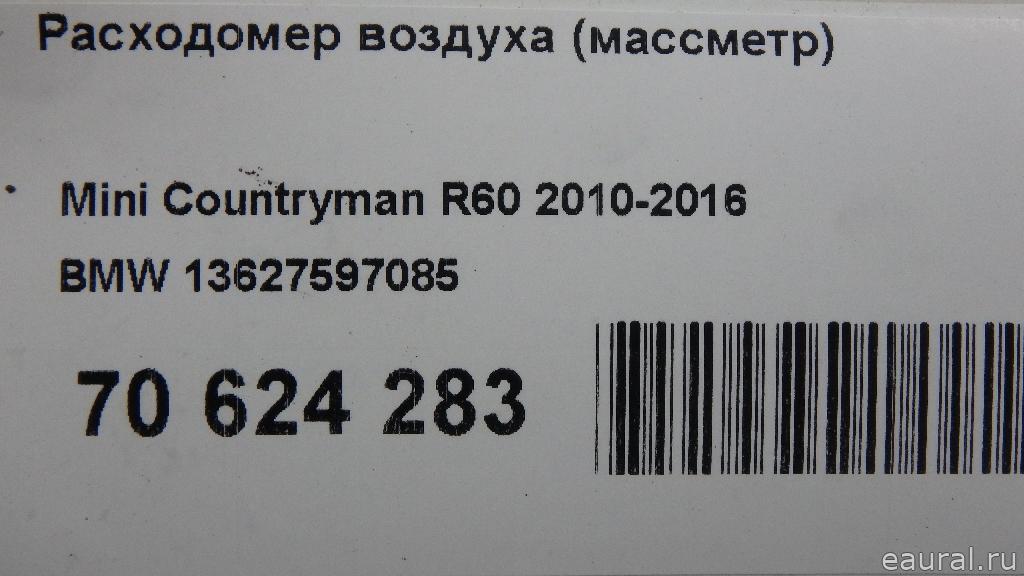 Расходомер воздуха (массметр)
Mini Countryman R60 2010-2016
BMW 13627597085
70 624 283
eaural.ru